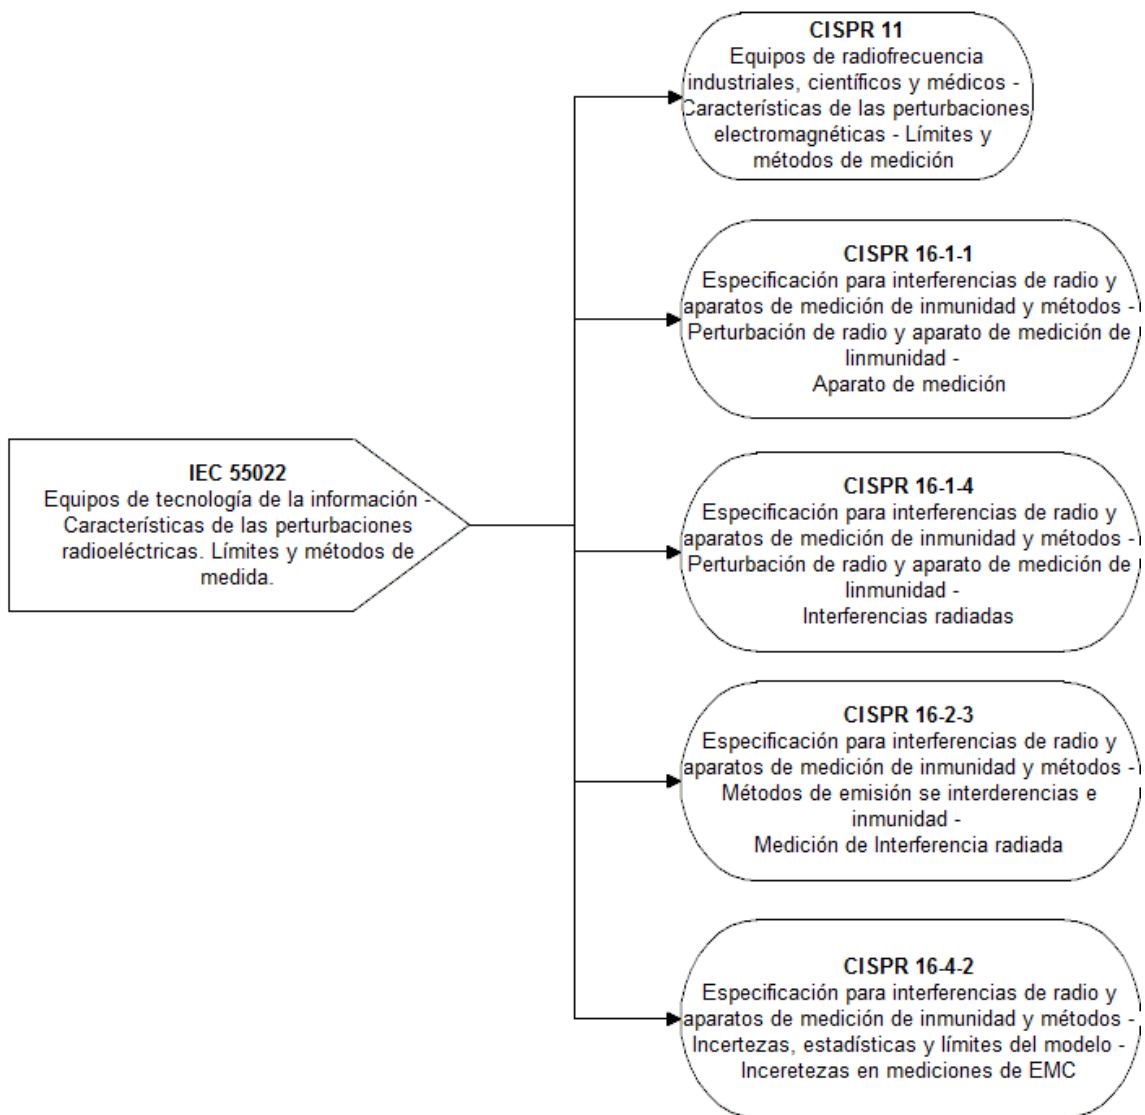 CISPR 11
Equipos de radiofrecuencia
industriales, científicos y médicos -
Característícas de las perturbaciones
electromagnéticas - Límites y
métodos de medición
CISPR 16-1-1
Especificación para interferencias de radio y
aparatos de medición de inmunidad y métodos -
Perturbación de radio y aparato de medición de
linmunidad -
Aparato de medición
IEC 55022
Equipos de tecnología de la información -
Característícas de las perturbaciones
radioeléctricas. Límites y métodos de
medida.
CISPR 16-1-4
Especificación para interferencias de radio y
aparatos de medición de inmunidad y métodos -
Perturbación de radio y aparato de medición de
linmunidad -
Interferencias radiadas
CISPR 16-2-3
Especificación para interferencias de radio y
aparatos de medición de inmunidad y métodos -
Métodos de emisión se interderencias e
inmunidad -
Medición de Interferencia radiada
CISPR 16-4-2
Especificación para interferencias de radio y
aparatos de medición de inmunidad y métodos -
Incertezas, estadísticas y límites del modelo -
Inceretezas en mediciones de EMC